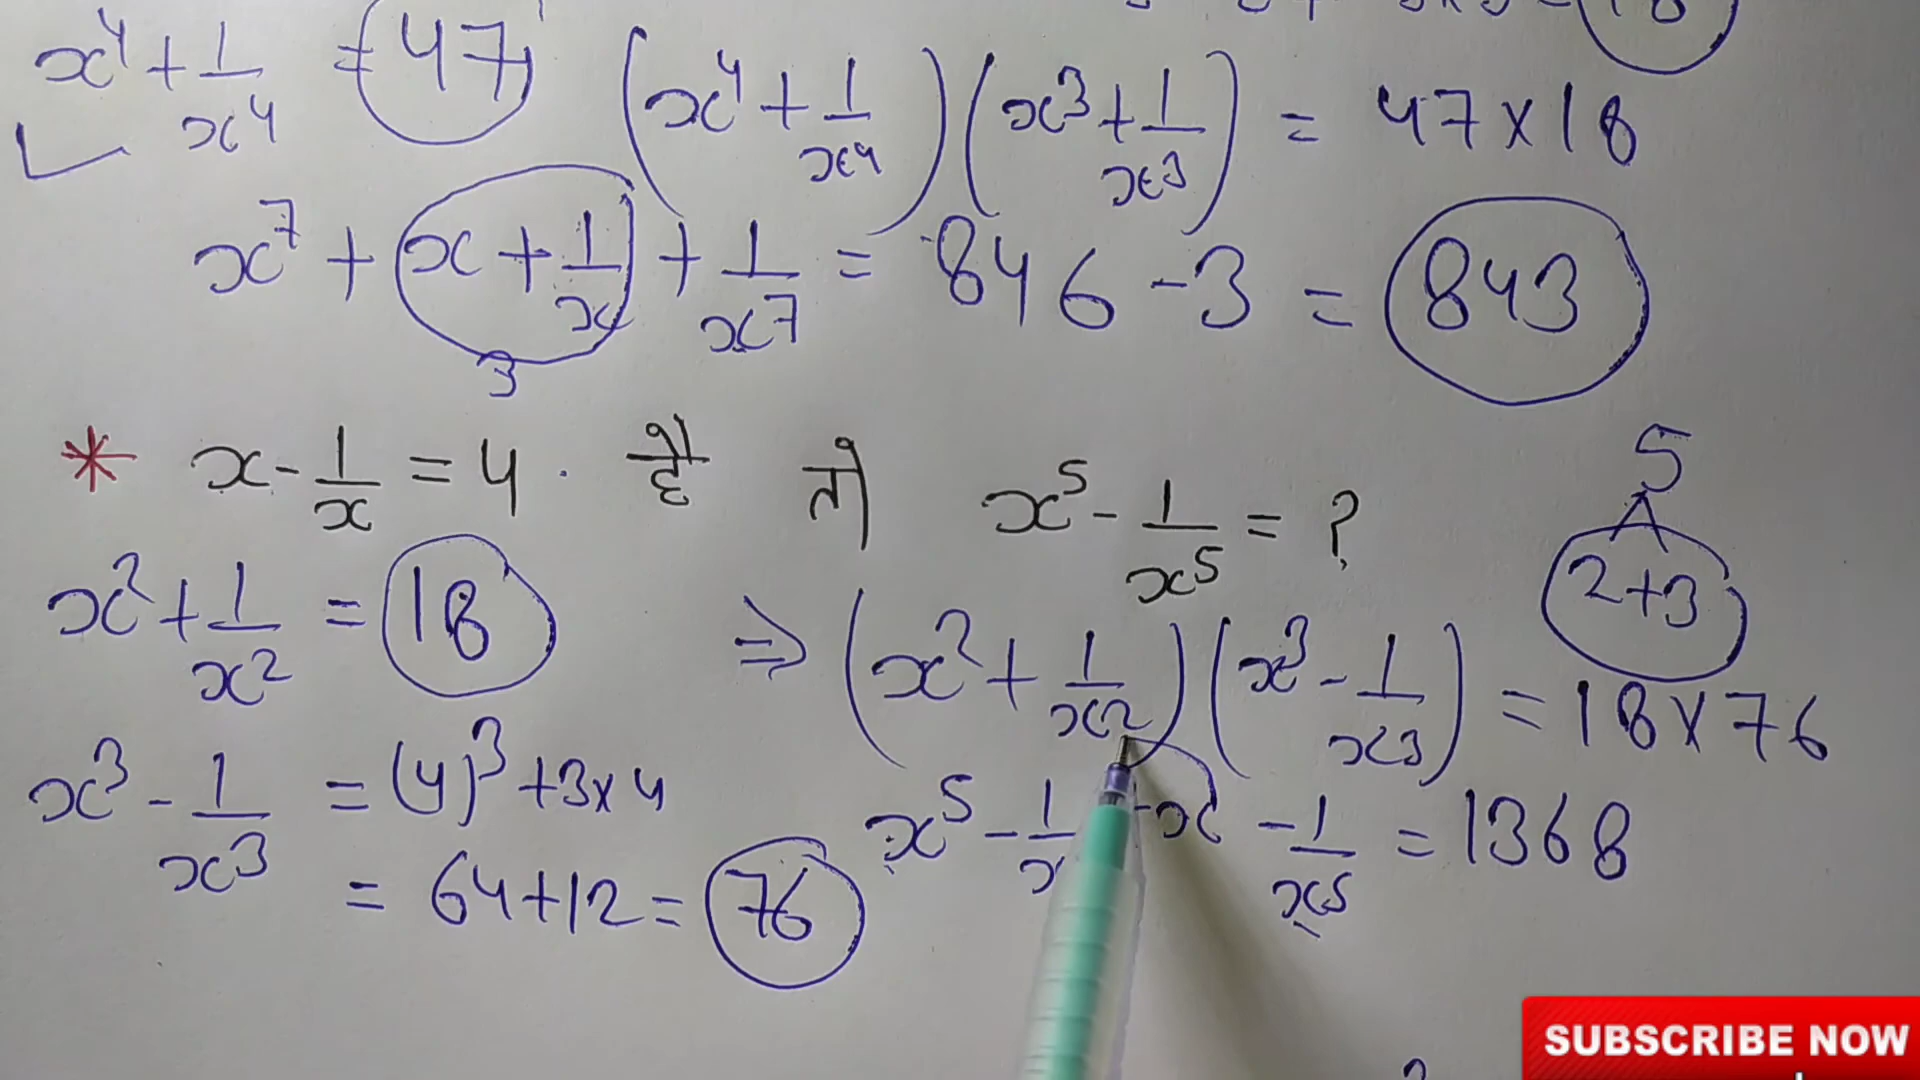 x⁴ + 1/x⁴ = 47
(x⁴ + 1/x⁴)(x³ + 1/x³) = 47 × 18
x⁷ + x + 1/x + 1/x⁷ = 846 - 3 = 843
3
* x - 1/x = 4 . है तो x⁵ - 1/x⁵ = ?
5
2+3
x² + 1/x² = 18
⇒ (x² + 1/x²)(x³ - 1/x³) = 18 × 76
x³ - 1/x³ = (4)³ + 3×4
x⁵ - 1/x - x - 1/x⁵ = 1368
= 64 + 12 = 76
SUBSCRIBE NOW